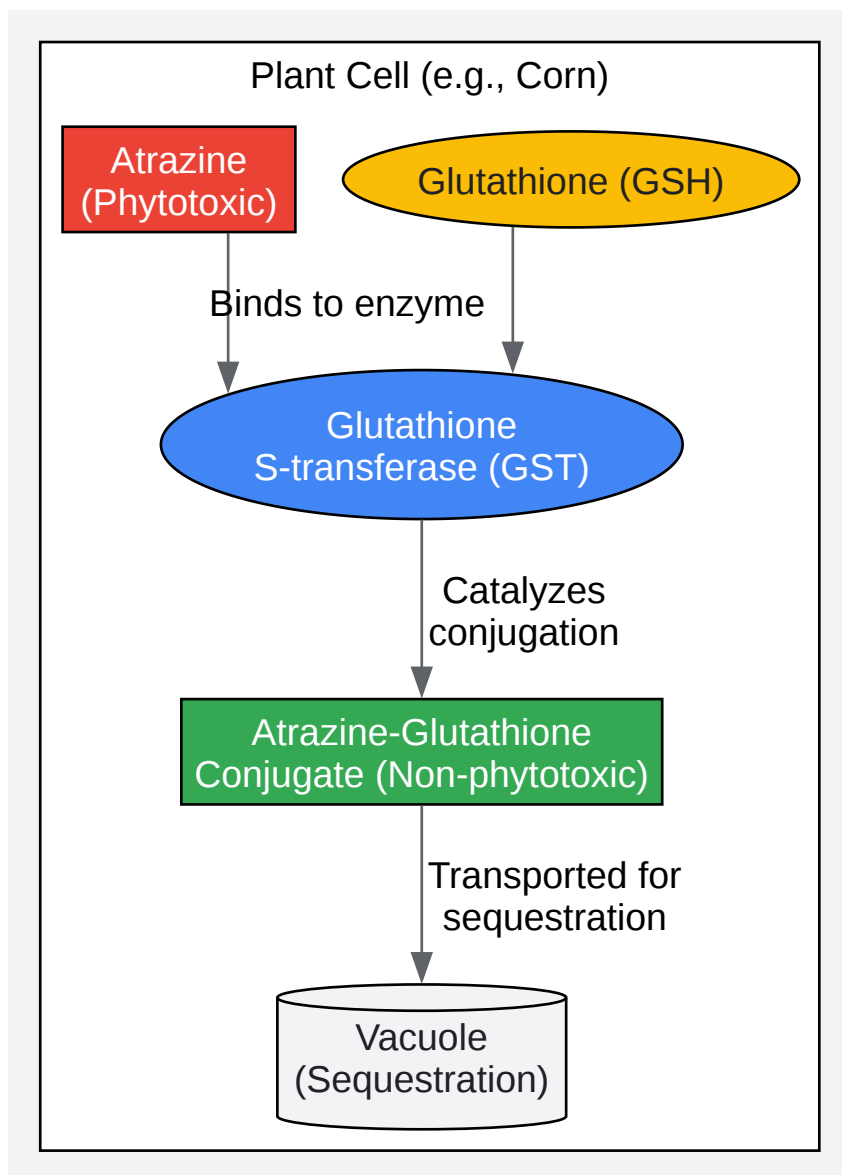 Plant Cell (e.g., Corn)
Atrazine
(Phytotoxic)
Glutathione (GSH)
Binds to enzyme
Glutathione
S-transferase (GST)
Catalyzes
conjugation
Atrazine-Glutathione
Conjugate (Non-phytotoxic)
Transported for
sequestration
Vacuole
(Sequestration)